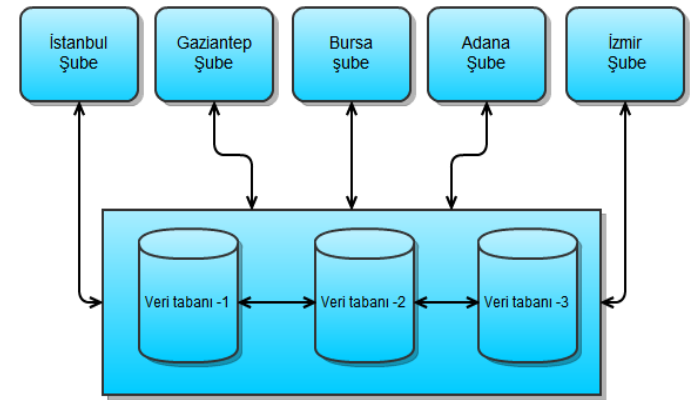 İstanbul
Şube
Gaziantep
Şube
Bursa
şube
Adana
Şube
İzmir
Şube
Veri tabanı -1
Veri tabanı -2
Veri tabanı -3